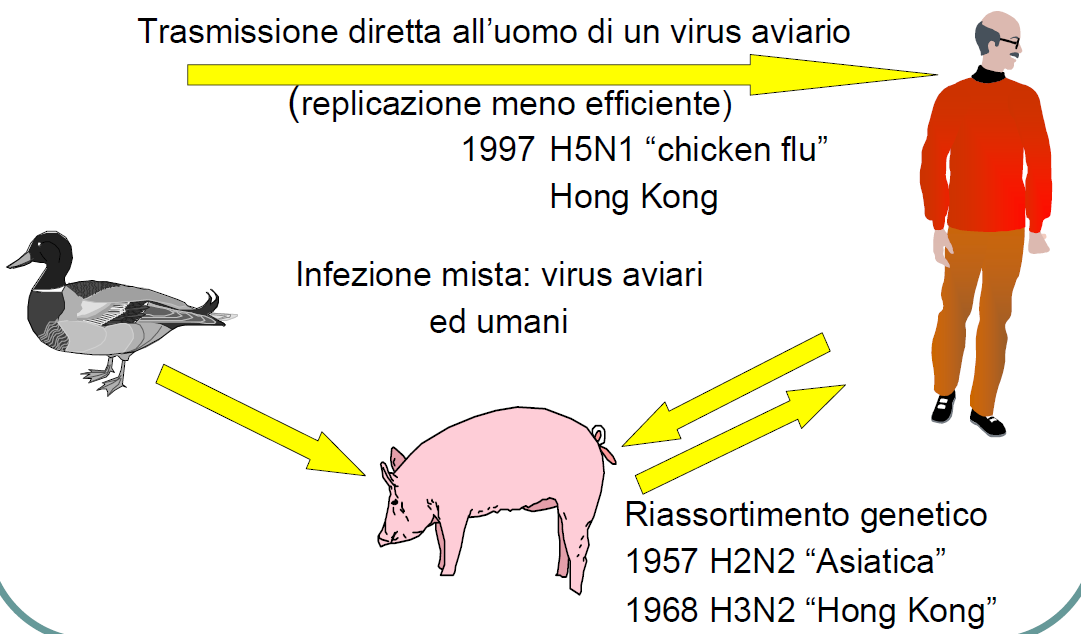 Trasmissione diretta all’uomo di un virus aviario
(replicazione meno efficiente)
1997 H5N1 “chicken flu”
Hong Kong
Infezione mista: virus aviari
ed umani
Riassortimento genetico
1957 H2N2 “Asiatica”
1968 H3N2 “Hong Kong”